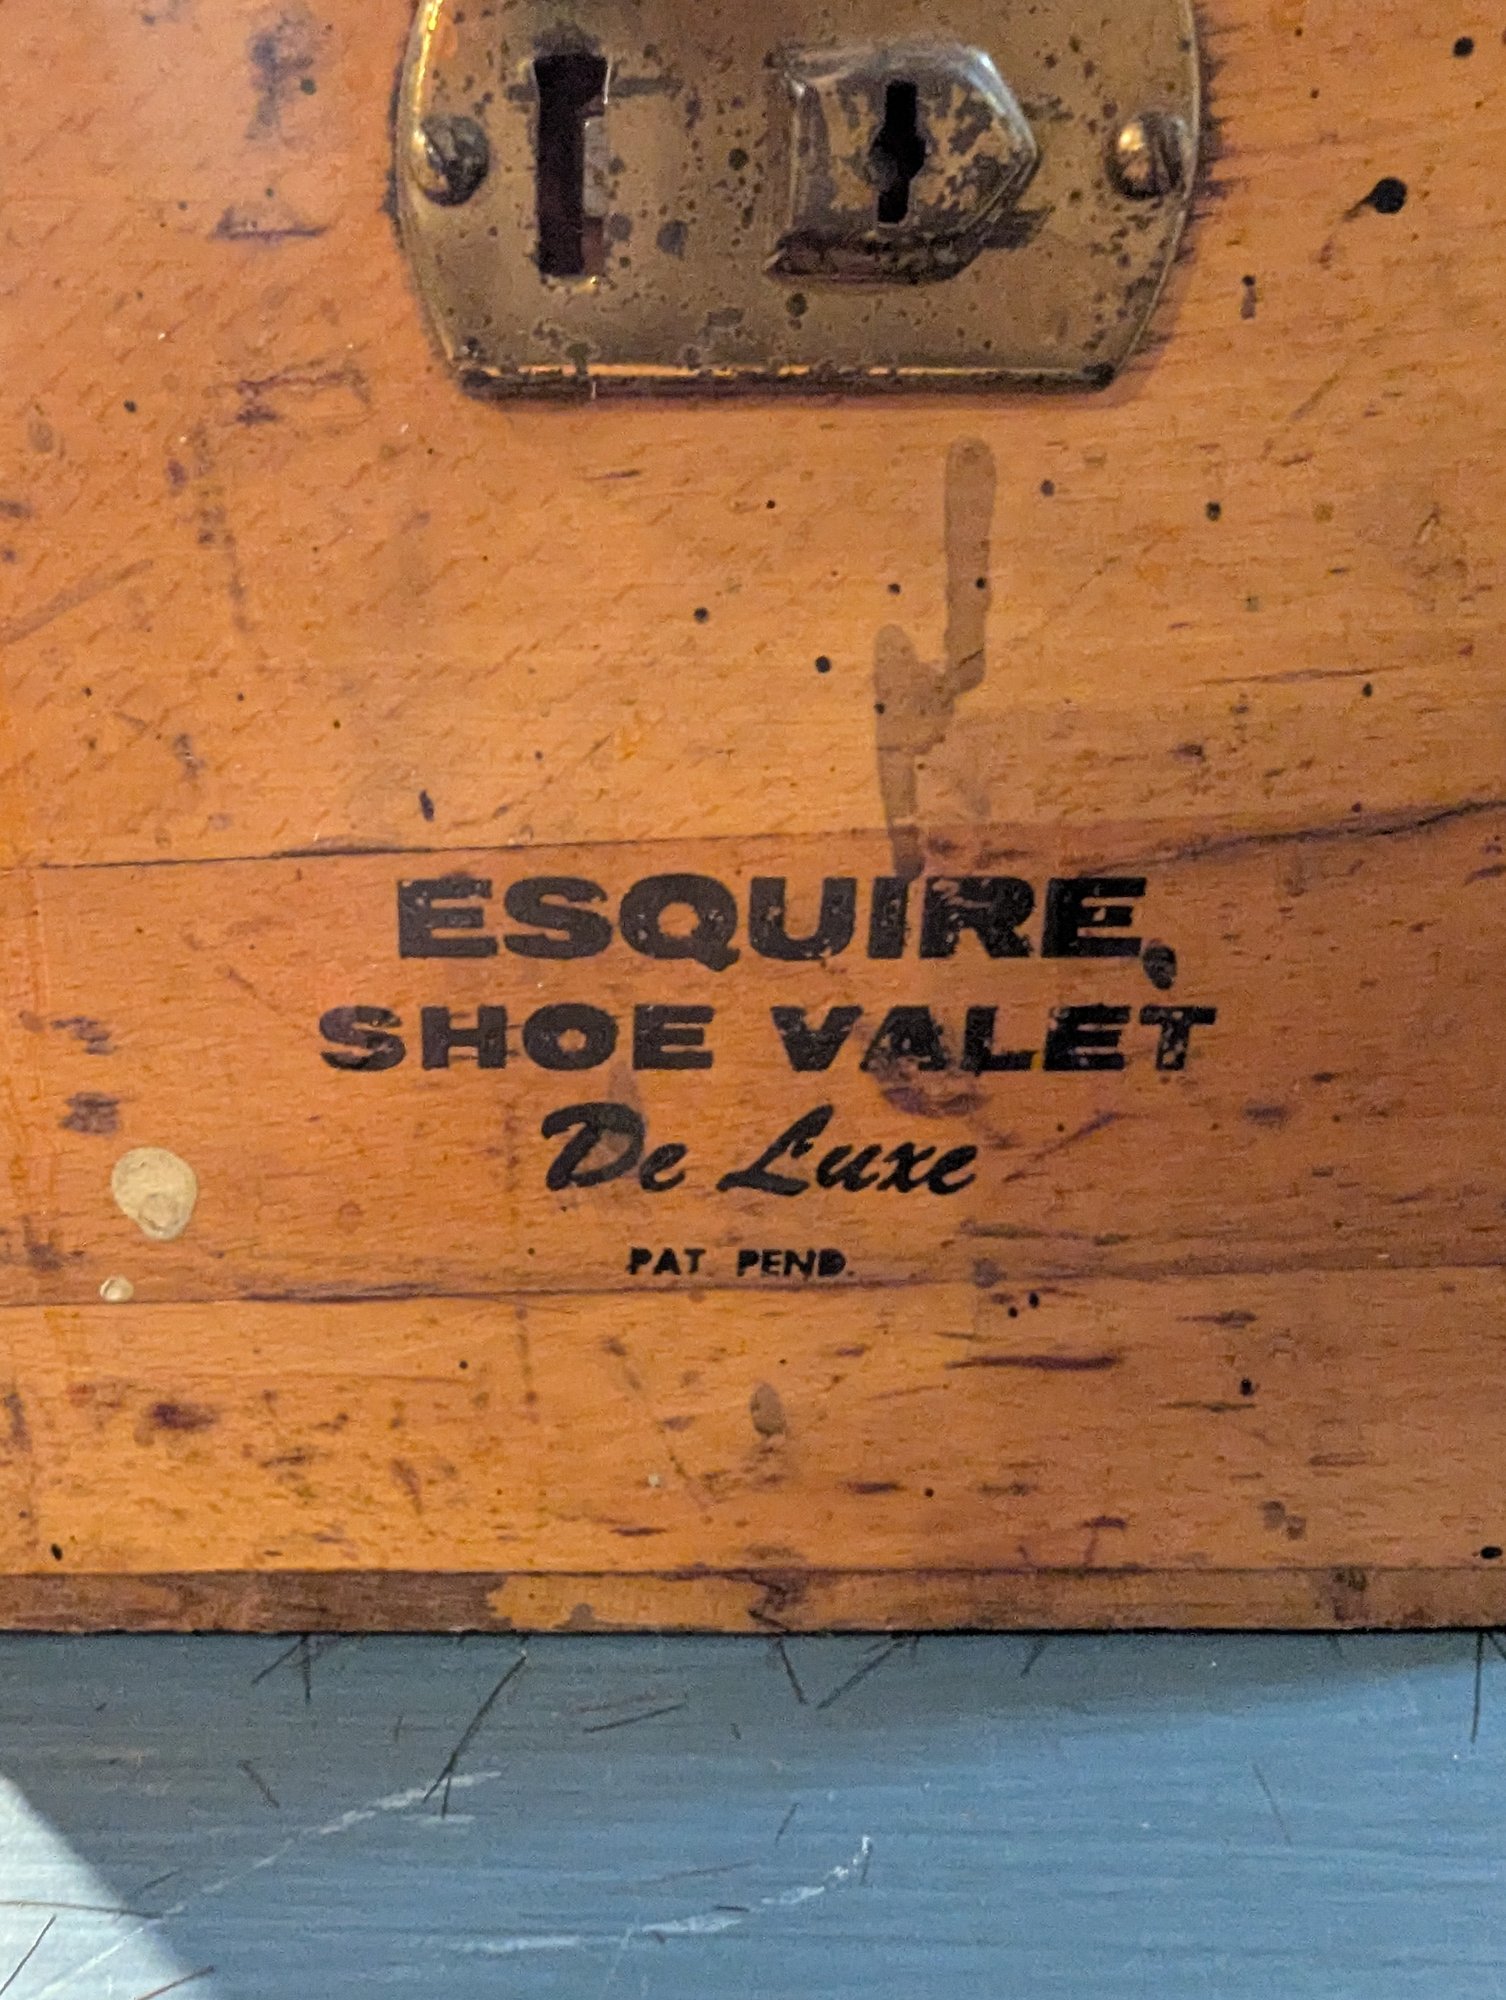 ESQUIRE
SHOE VALET
De Luxe
PAT. PEND.